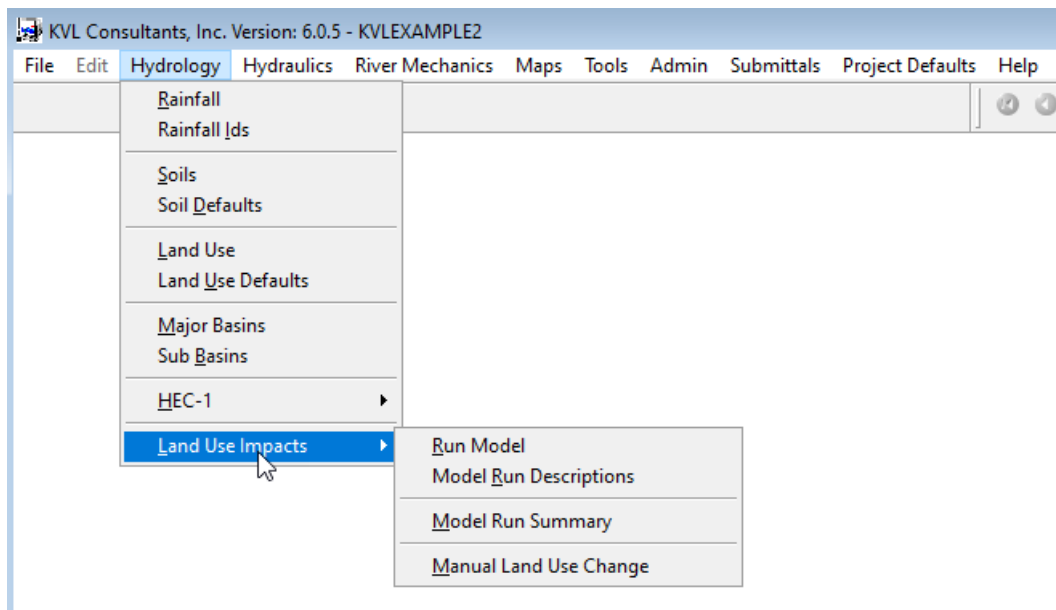 KVL Consultants, Inc. Version: 6.0.5 - KVLEXAMPLE2
File Edit Hydrology Hydraulics River Mechanics Maps Tools Admin Submittals Project Defaults Help
Rainfall
Rainfall Ids
Soils
Soil Defaults
Land Use
Land Use Defaults
Major Basins
Sub Basins
HEC-1
Land Use Impacts
Run Model
Model Run Descriptions
Model Run Summary
Manual Land Use Change